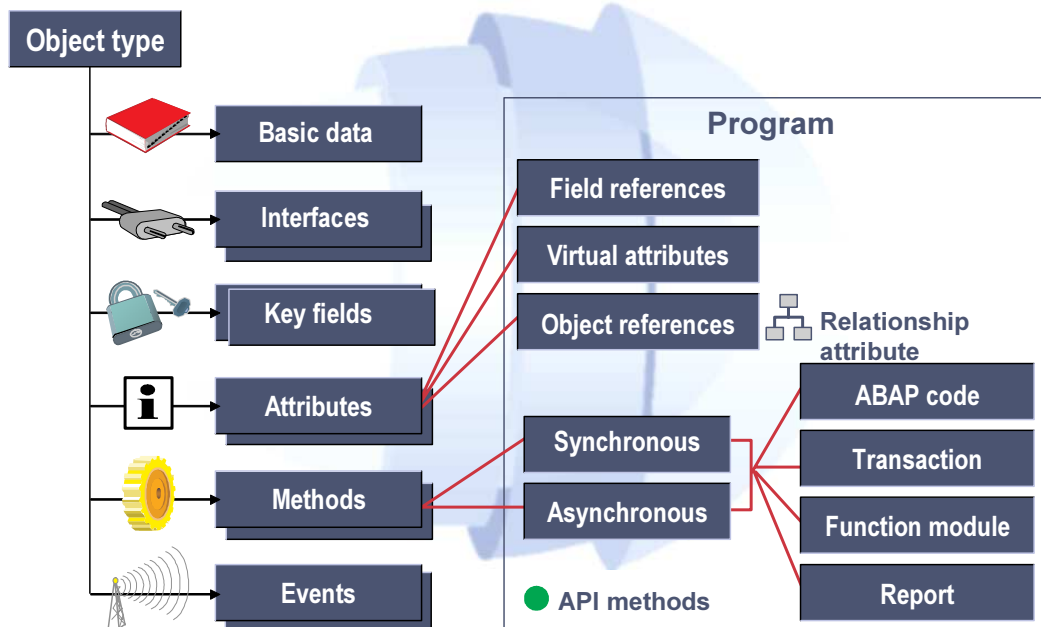 Object type
Basic data
Interfaces
Key fields
Attributes
Methods
Events
Program
Field references
Virtual attributes
Object references
Relationship
attribute
Synchronous
Asynchronous
ABAP code
Transaction
Function module
Report
API methods